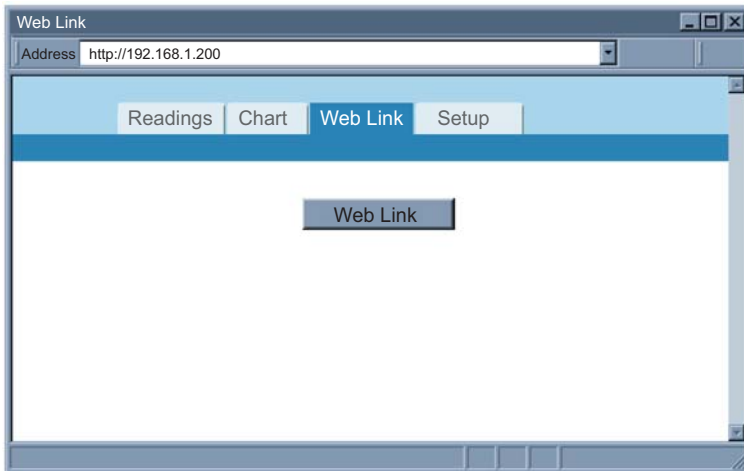 Web Link
Address http://192.168.1.200
Readings Chart Web Link Setup
Web Link